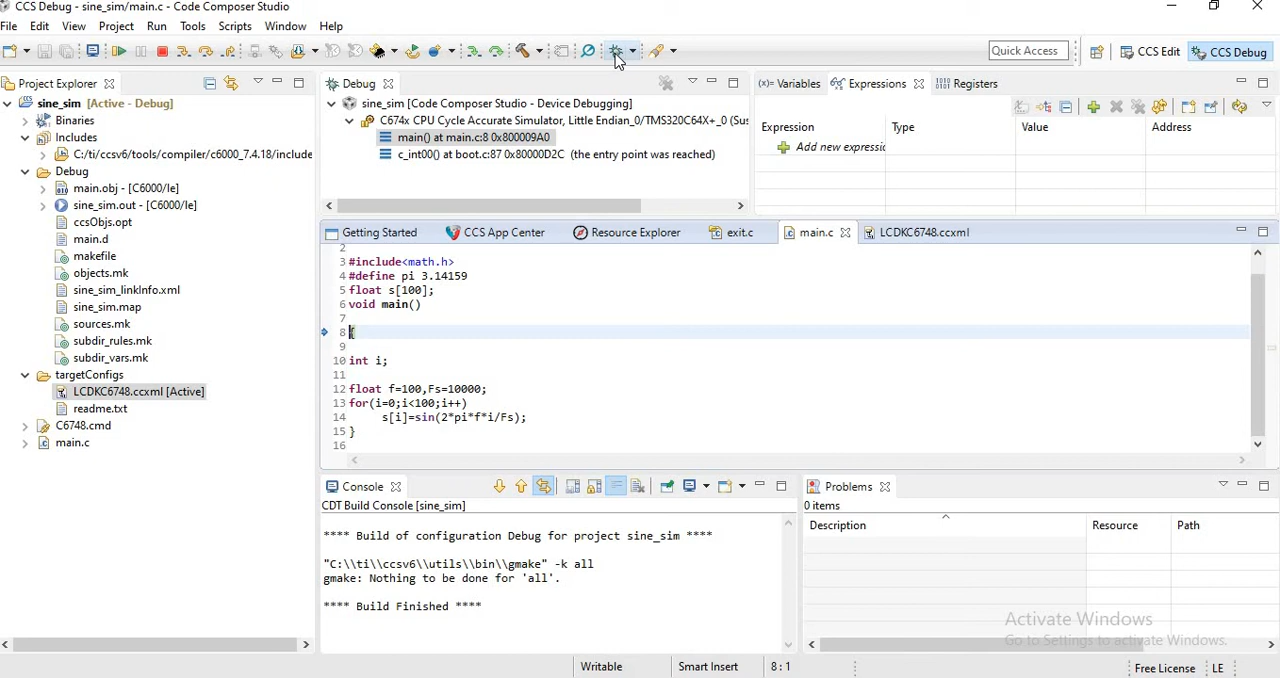 CCS Debug - sine_sim/main.c - Code Composer Studio
File Edit View Project Run Tools Scripts Window Help
Quick Access CCS Edit CCS Debug
Project Explorer
sine_sim [Active - Debug]
Binaries
Includes
C:/ti/ccsv6/tools/compiler/c6000_7.4.18/include
Debug
main.obj - [C6000/le]
sine_sim.out - [C6000/le]
ccsObjs.opt
main.d
makefile
objects.mk
sine_sim_linkInfo.xml
sine_sim.map
sources.mk
subdir_rules.mk
subdir_vars.mk
targetConfigs
LCDKC6748.ccxml [Active]
readme.txt
C6748.cmd
main.c
Debug
sine_sim [Code Composer Studio - Device Debugging]
C674x CPU Cycle Accurate Simulator, Little Endian_0/TMS320C64X+_0 (Sus
main() at main.c:8 0x800009A0
c_int00() at boot.c:87 0x80000D2C (the entry point was reached)
(x)= Variables Expressions 1010 0101 Registers
Expression Type Value Address
Add new expressic
Getting Started CCS App Center Resource Explorer exit.c main.c LCDKC6748.ccxml
2
3 #include<math.h>
4 #define pi 3.14159
5 float s[100];
6 void main()
7
8 {
9
10 int i;
11
12 float f=100,Fs=10000;
13 for(i=0;i<100;i++)
14 s[i]=sin(2*pi*f*i/Fs);
15 }
16
Console
CDT Build Console [sine_sim]
**** Build of configuration Debug for project sine_sim ****
"C:\\ti\\ccsv6\\utils\\bin\\gmake" -k all
gmake: Nothing to be done for 'all'.
**** Build Finished ****
Problems
0 items
Description Resource Path
Activate Windows
Go to Settings to activate Windows.
Writable Smart Insert 8 : 1 Free License LE